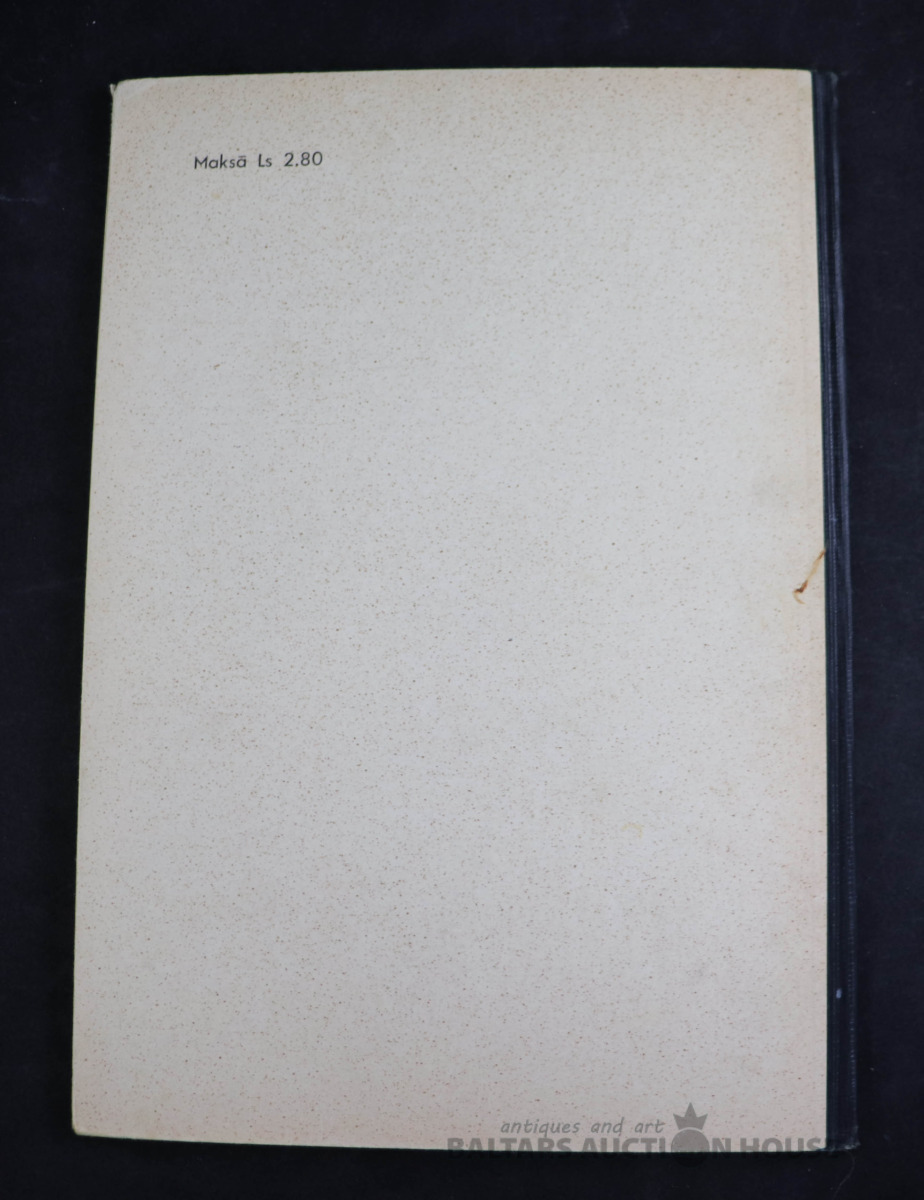 Maksā Ls 2.80
antiques and art
BALTARS AUCTION HOUSE